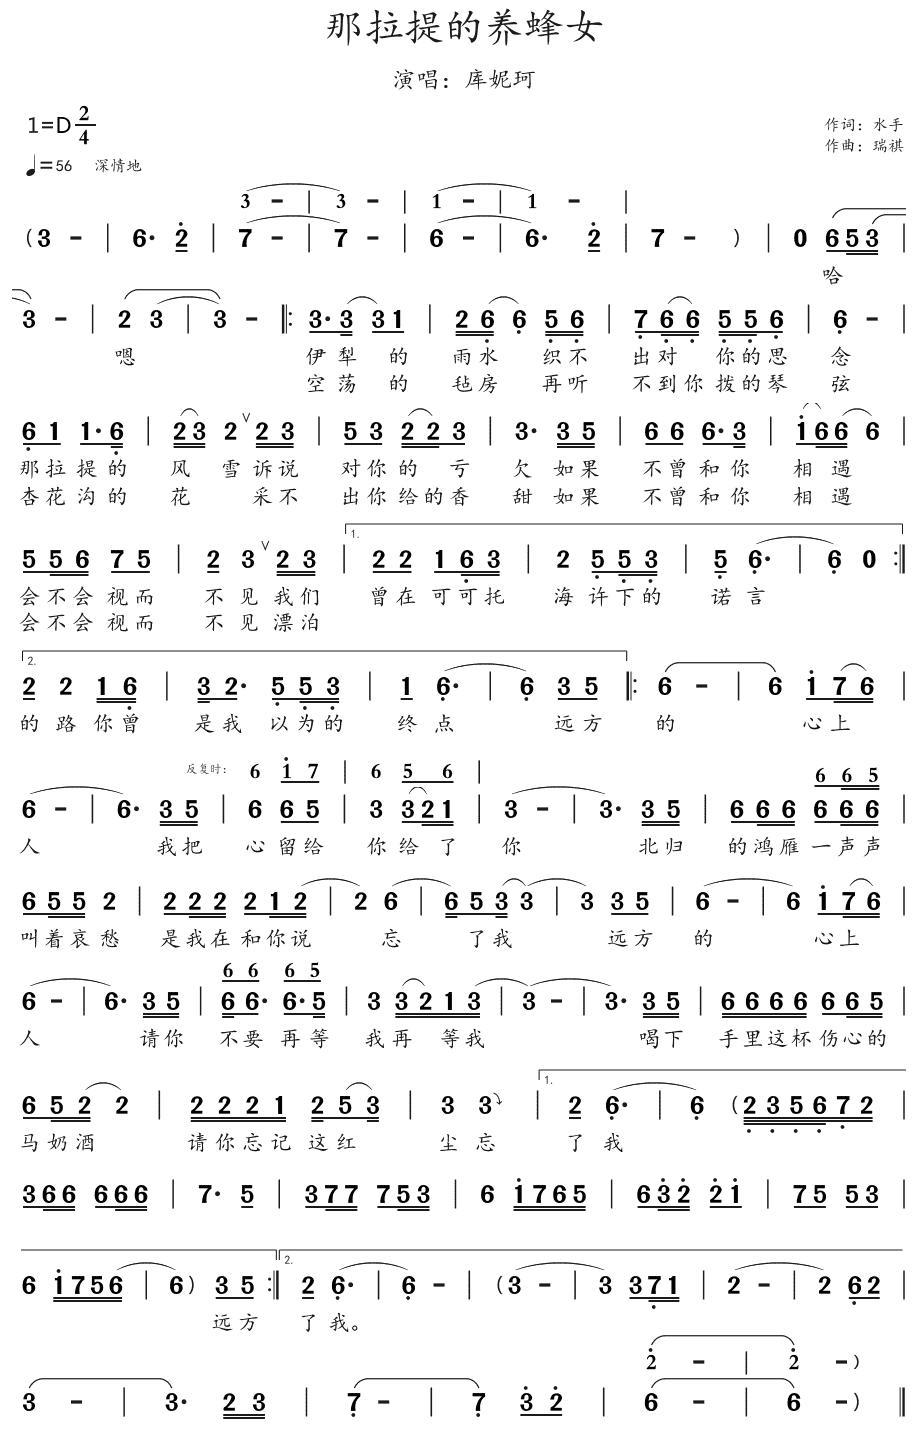 那拉提的养蜂女
演唱：库妮珂
1=D 2/4
作词：水手
作曲：瑞祺
♩=56 深情地
3 - | 3 - | 1 - | 1 - |
( 3 - | 6· 2 | 7 - | 7 - | 6 - | 6· 2 | 7 - ) | 0 653 |
哈
3 - | 2 3 | 3 - ‖: 3·3 31 | 26 6 56 | 766 556 | 6 - |
嗯 伊犁的雨水 织不出对 你的思念
空荡的毡房 再听不到你拨的琴弦
61 1·6 | 23 2 ∨ 23 | 53 223 | 3· 35 | 66 6·3 | 166 6 |
那拉提的 风 雪诉说 对你的亏欠 如果 不曾和你 相遇
杏花沟的 花 采不 出你给的香甜 如果 不曾和你 相遇
556 75 | 2 3 ∨ 23 | 1. 22 163 | 2 553 | 5 6· | 6 0 :‖
会不会视而 不见我们 曾在可可托 海许下的 诺言
会不会视而 不见漂泊
2. 2 2 16 | 32· 553 | 1 6· | 6 35 ‖: 6 - | 6 176 |
的路你曾 是我以为的 终点 远方 的 心上
反复时： 6 17 | 6 5 6 | 6 6 5
6 - | 6· 35 | 6 65 | 3 321 | 3 - | 3· 35 | 666 666 |
人 我把 心留给 你给了 你 北归 的鸿雁一声声
655 2 | 222 212 | 2 6 | 653 3 | 3 35 | 6 - | 6 176 |
叫着哀愁 是我在和你说 忘 了我 远方 的 心上
6 6 6 5
6 - | 6· 35 | 66· 6·5 | 3 3213 | 3 - | 3· 35 | 6666 665 |
人 请你 不要再等 我再 等我 喝下 手里这杯伤心的
652 2 | 2221 253 | 3 3 | 1. 2 6· | 6 ( 235672 |
马奶酒 请你忘记这红 尘忘 了我
366 666 | 7· 5 | 377 753 | 6 1765 | 632 21 | 75 53 |
6 1756 | 6 ) 35 :‖ 2. 2 6· | 6 - | ( 3 - | 3 371 | 2 - | 2 62 |
远方 了我。
2 - | 2 - )
3 - | 3· 23 | 7 - | 7 32 | 6 - | 6 - ) ‖